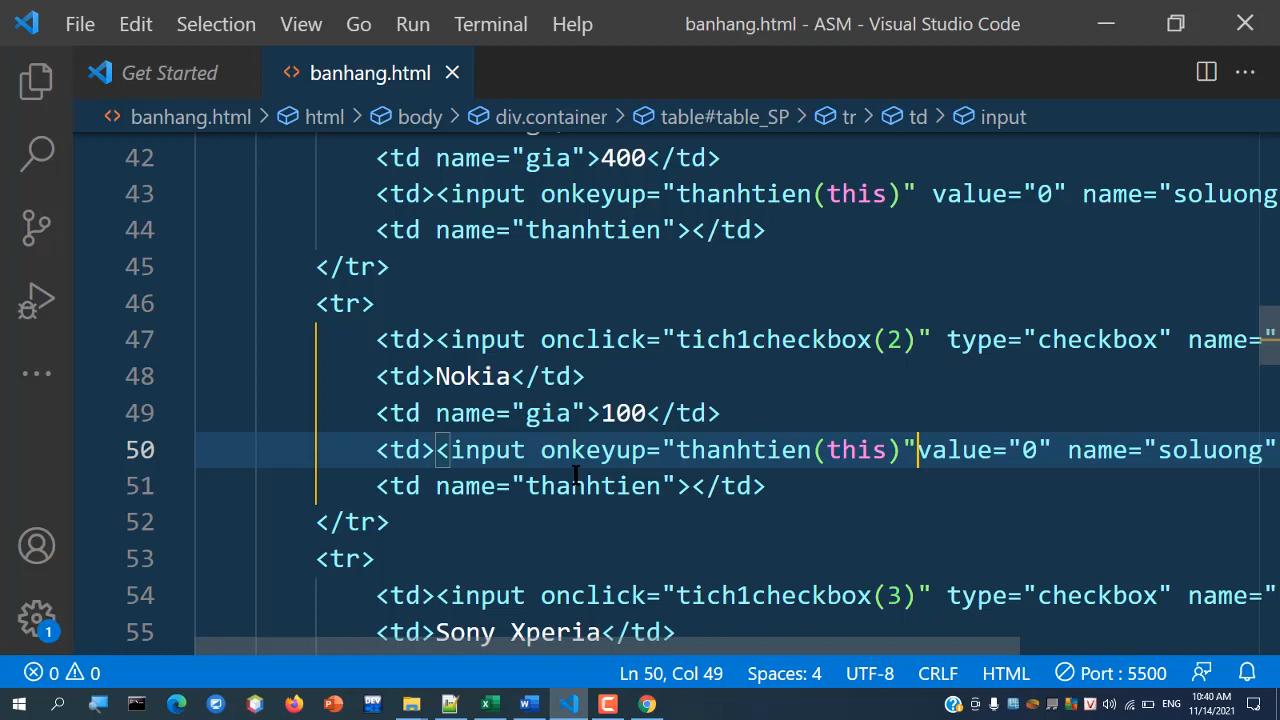 File Edit Selection View Go Run Terminal Help banhang.html - ASM - Visual Studio Code
Get Started banhang.html
banhang.html > html > body > div.container > table#table_SP > tr > td > input
42 <td name="gia">400</td>
43 <td><input onkeyup="thanhtien(this)" value="0" name="soluong
44 <td name="thanhtien"></td>
45 </tr>
46 <tr>
47 <td><input onclick="tich1checkbox(2)" type="checkbox" name="
48 <td>Nokia</td>
49 <td name="gia">100</td>
50 <td><input onkeyup="thanhtien(this)"value="0" name="soluong"
51 <td name="thanhtien"></td>
52 </tr>
53 <tr>
54 <td><input onclick="tich1checkbox(3)" type="checkbox" name="
55 <td>Sony Xperia</td>
0 0 Ln 50, Col 49 Spaces: 4 UTF-8 CRLF HTML Port : 5500
1
ENG 10:40 AM
11/14/2021